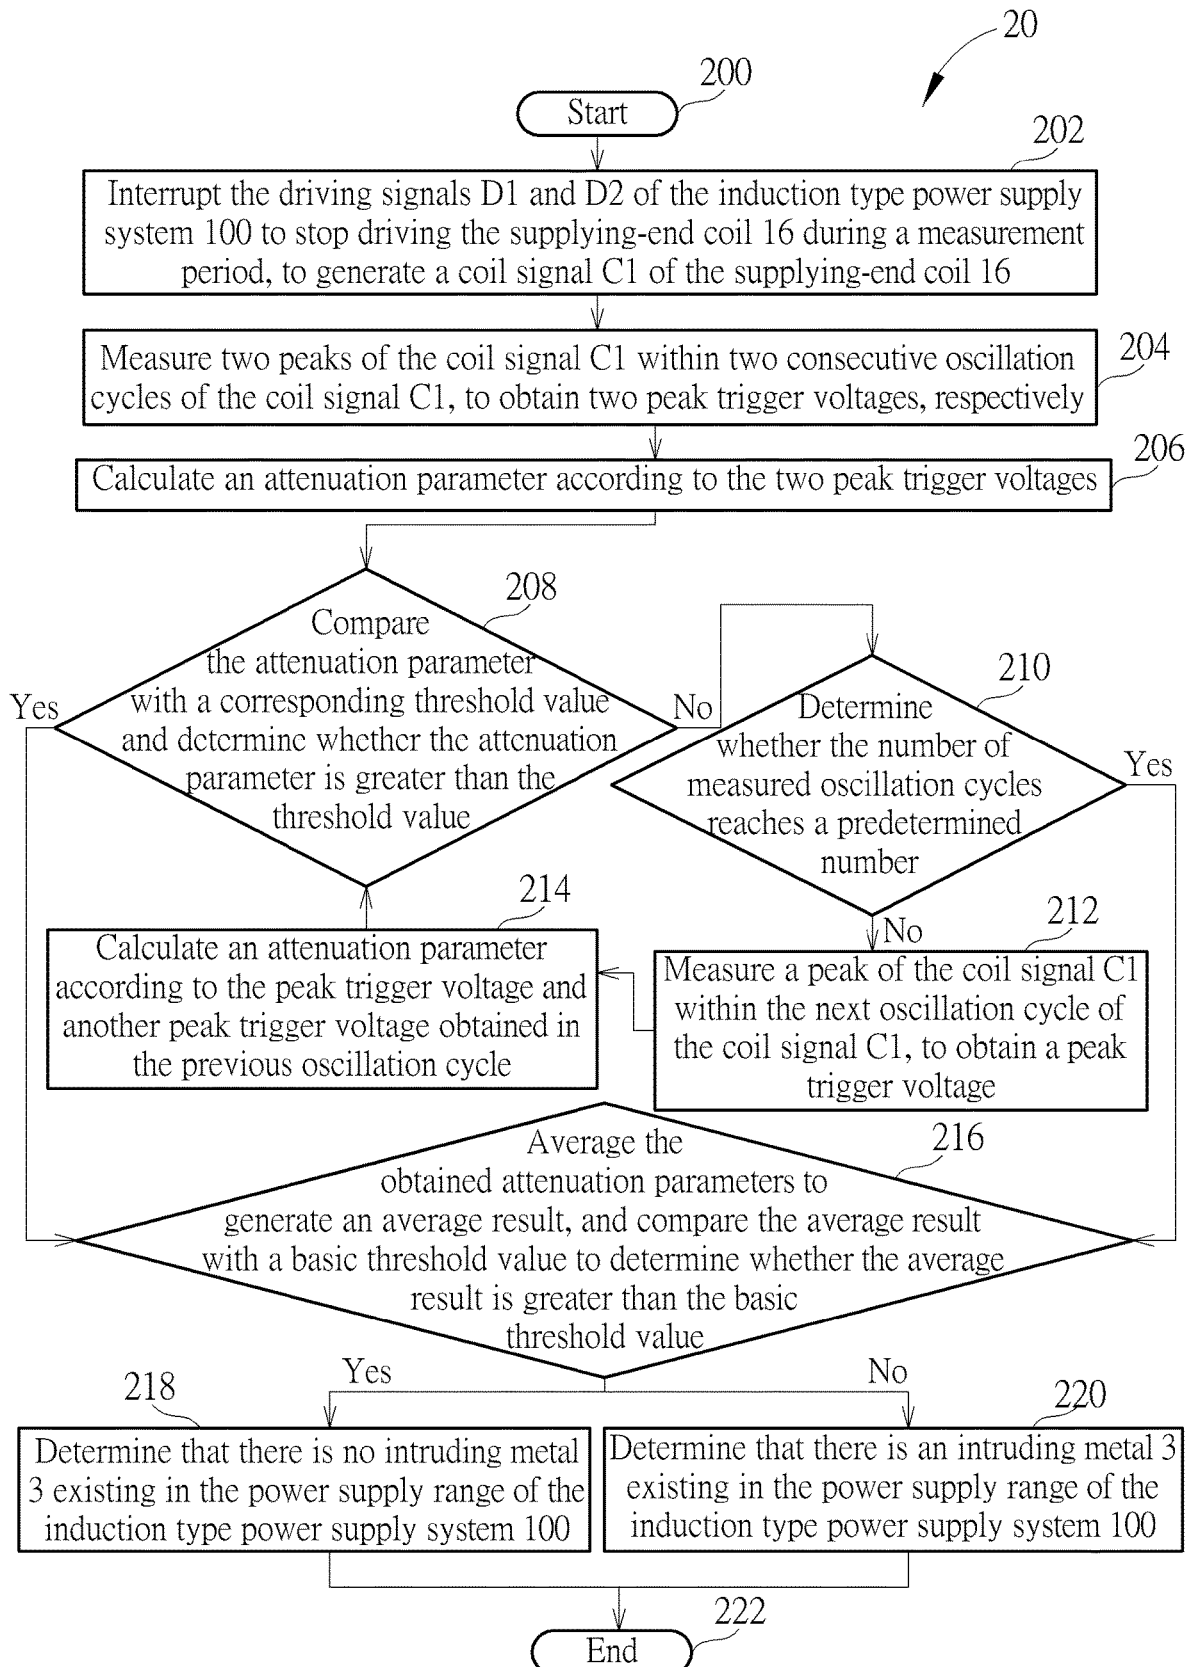 20
200
Start
202
Interrupt the driving signals D1 and D2 of the induction type power supply
system 100 to stop driving the supplying-end coil 16 during a measurement
period, to generate a coil signal C1 of the supplying-end coil 16
204
Measure two peaks of the coil signal C1 within two consecutive oscillation
cycles of the coil signal C1, to obtain two peak trigger voltages, respectively
206
Calculate an attenuation parameter according to the two peak trigger voltages
208
Compare
the attenuation parameter
with a corresponding threshold value
and determine whether the attenuation
parameter is greater than the
threshold value
Yes
No
210
Determine
whether the number of
measured oscillation cycles
reaches a predetermined
number
Yes
No
212
Measure a peak of the coil signal C1
within the next oscillation cycle of
the coil signal C1, to obtain a peak
trigger voltage
214
Calculate an attenuation parameter
according to the peak trigger voltage and
another peak trigger voltage obtained in
the previous oscillation cycle
216
Average the
obtained attenuation parameters to
generate an average result, and compare the average result
with a basic threshold value to determine whether the average
result is greater than the basic
threshold value
Yes
No
218
Determine that there is no intruding metal
3 existing in the power supply range of the
induction type power supply system 100
220
Determine that there is an intruding metal 3
existing in the power supply range of the
induction type power supply system 100
222
End